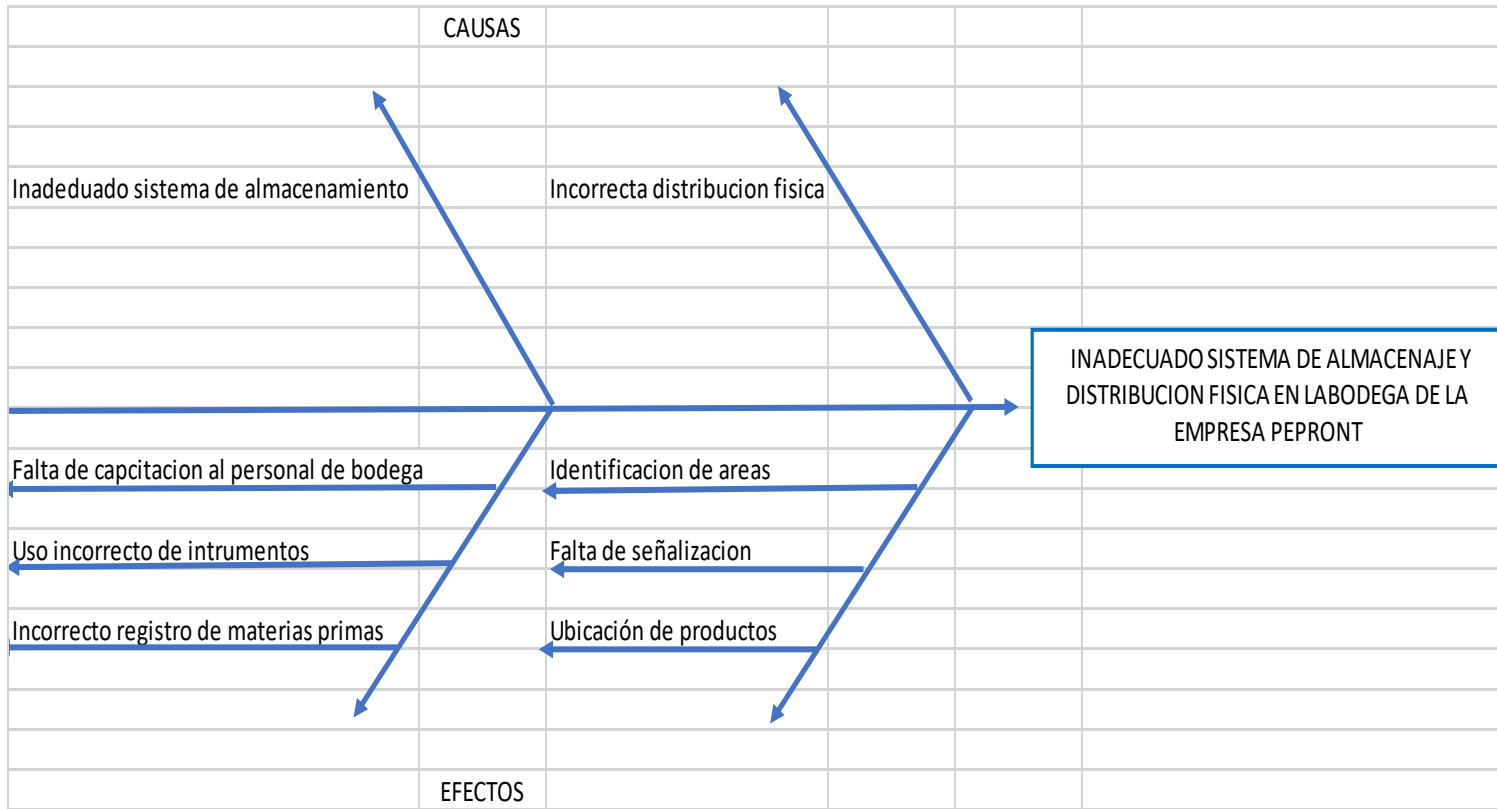 CAUSAS
Inadeduado sistema de almacenamiento
Incorrecta distribucion fisica
INADECUADO SISTEMA DE ALMACENAJE Y
DISTRIBUCION FISICA EN LABODEGA DE LA
EMPRESA PEPRONT
Falta de capcitacion al personal de bodega
Identificacion de areas
Uso incorrecto de intrumentos
Falta de señalizacion
Incorrecto registro de materias primas
Ubicación de productos
EFECTOS